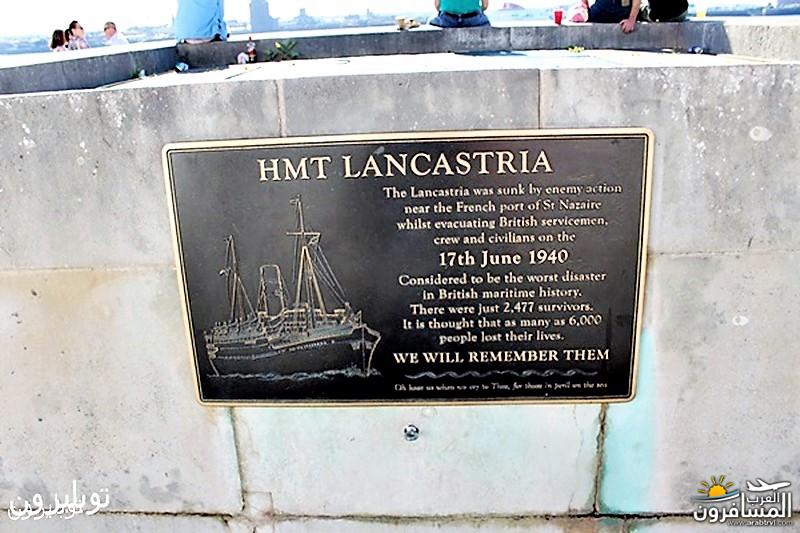 HMT LANCASTRIA
The Lancastria was sunk by enemy action
near the French port of St Nazaire
whilst evacuating British servicemen,
crew and civilians on the
17th June 1940
Considered to be the worst disaster
in British maritime history.
There were just 2,477 survivors.
It is thought that as many as 6,000
people lost their lives.
WE WILL REMEMBER THEM
Oh hear us when we cry to Thee, for those in peril on the sea
توبليرون
العرب
المسافرون
www.arabtrvl.com